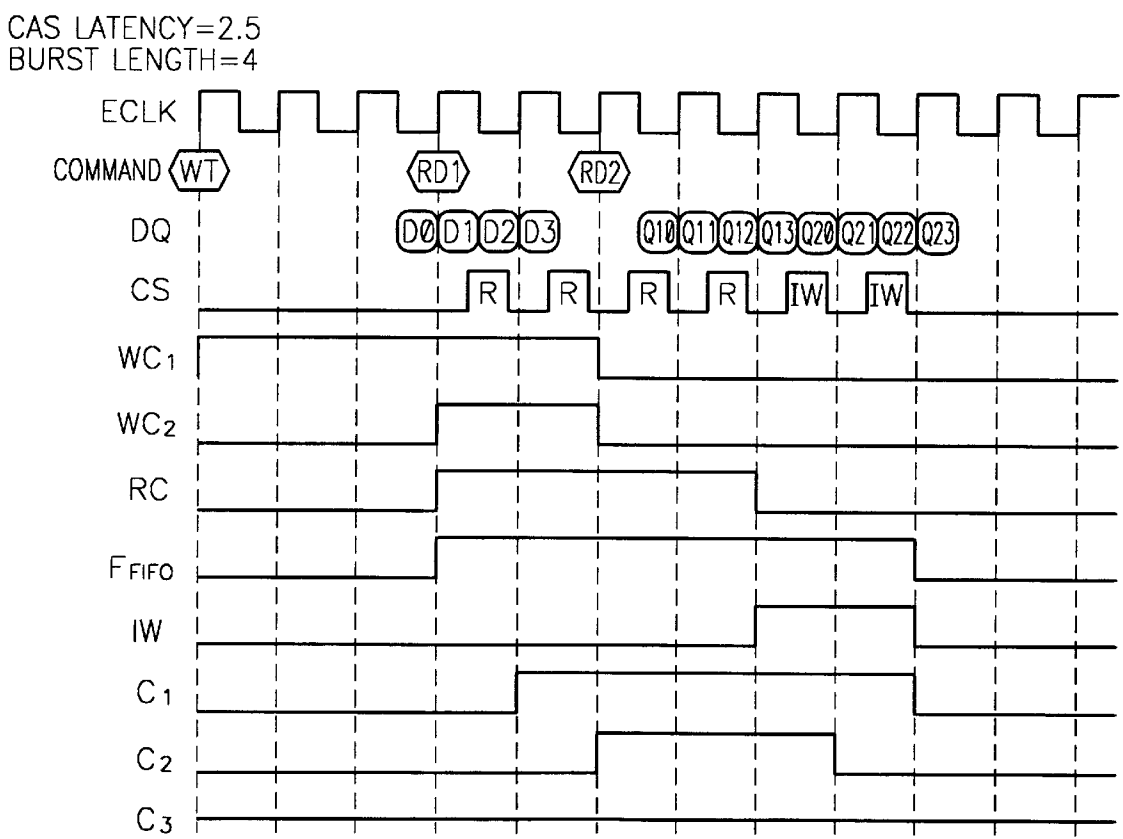 CAS LATENCY=2.5
BURST LENGTH=4
ECLK
COMMAND WT RD1 RD2
DQ D0 D1 D2 D3 Q10 Q11 Q12 Q13 Q20 Q21 Q22 Q23
CS R R R R IW IW
WC1
WC2
RC
FFIFO
IW
C1
C2
C3